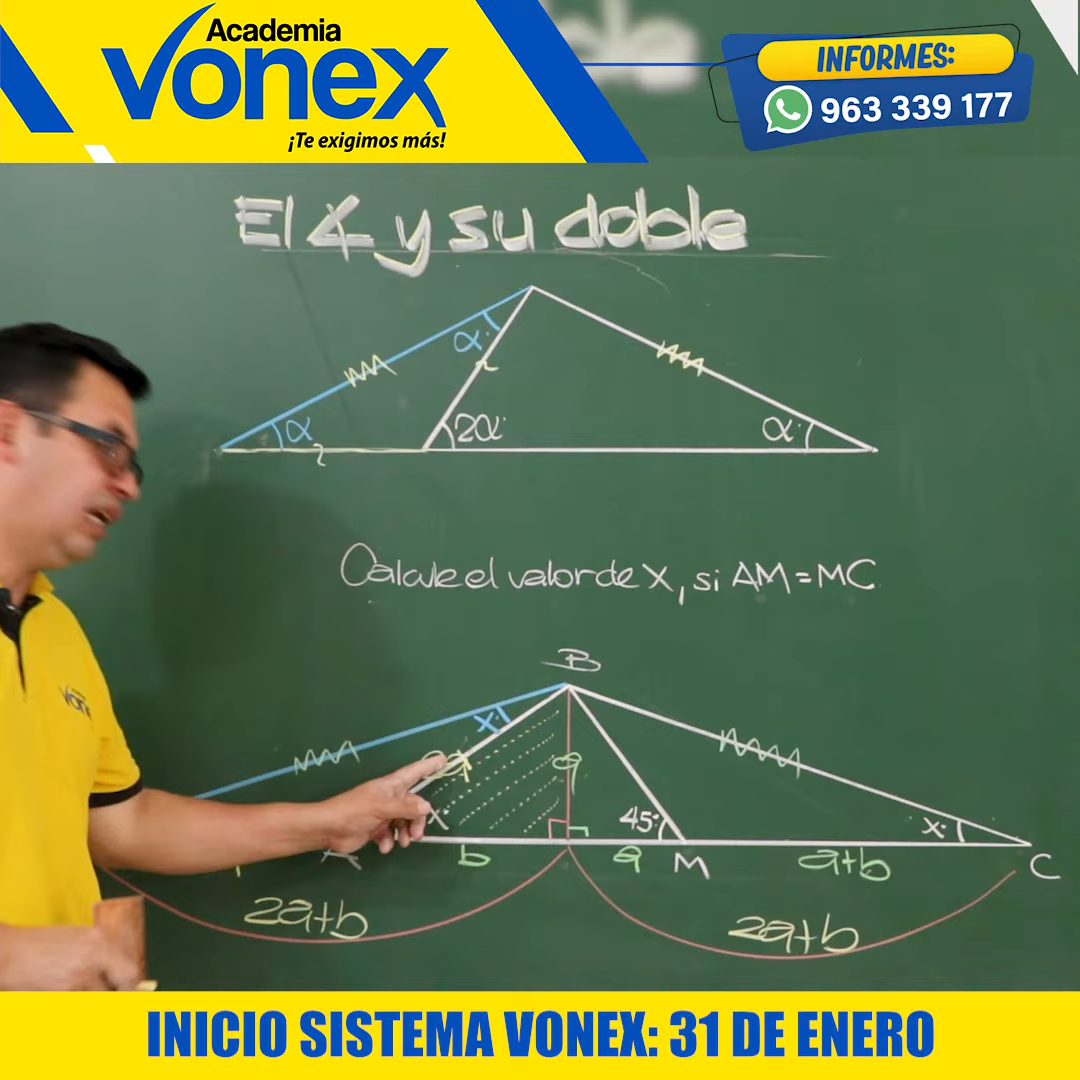 Academia
vonex
¡Te exigimos más!
INFORMES:
963 339 177
El ∢ y su doble
α
α
2α
α
Calcule el valor de X, si AM=MC
B
x
2a
a
x
45°
x
A
b
a
M
a+b
C
2a+b
2a+b
INICIO SISTEMA VONEX: 31 DE ENERO